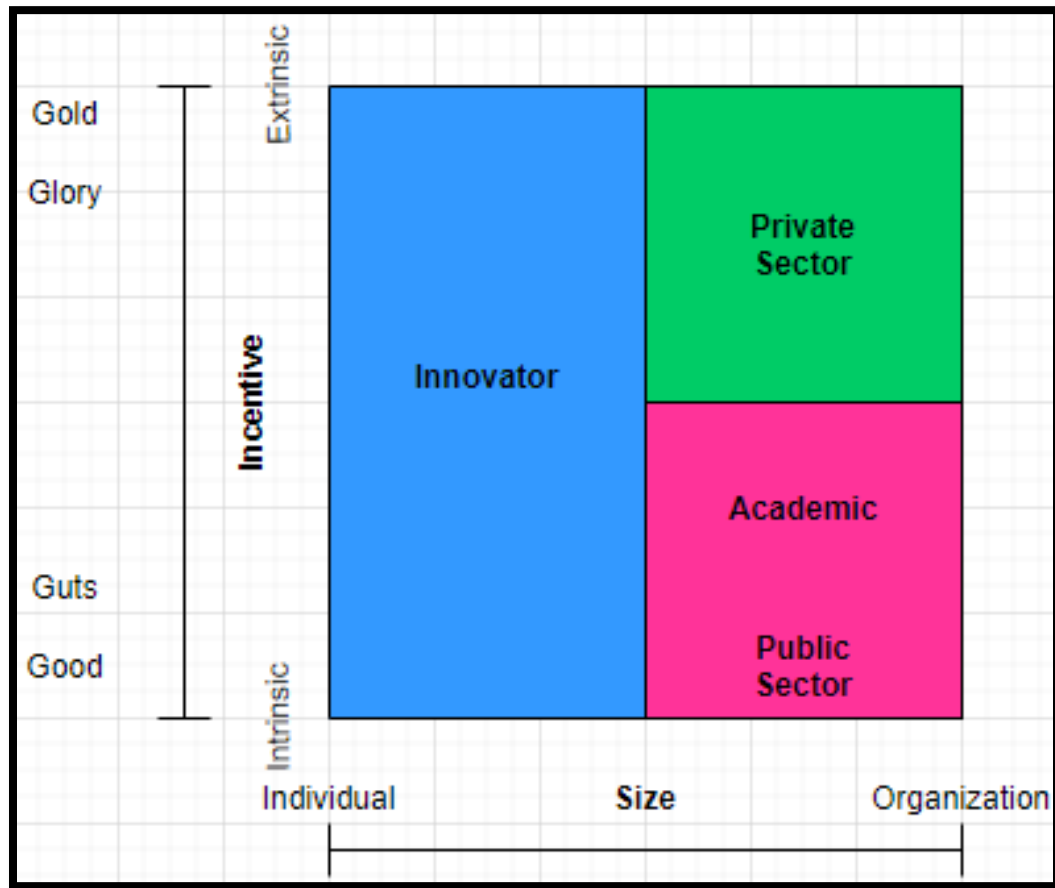 Extrinsic
Gold
Glory
Private
Sector
Incentive
Innovator
Academic
Guts
Good
Public
Sector
Intrinsic
Individual
Size
Organization